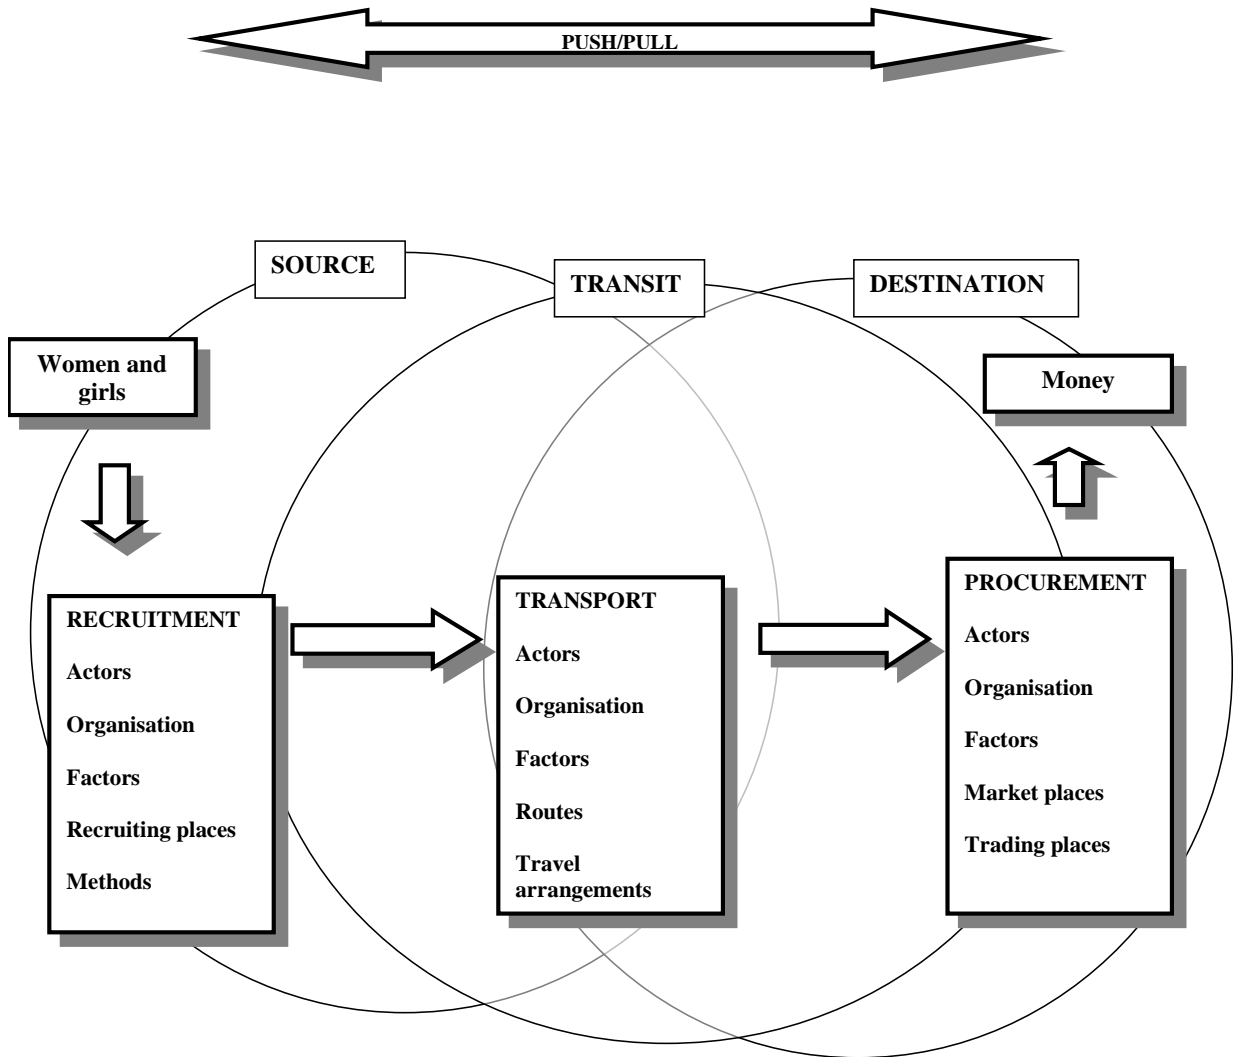 PUSH/PULL
SOURCE
TRANSIT
DESTINATION
Women and
girls
Money
RECRUITMENT
Actors
Organisation
Factors
Recruiting places
Methods
TRANSPORT
Actors
Organisation
Factors
Routes
Travel
arrangements
PROCUREMENT
Actors
Organisation
Factors
Market places
Trading places